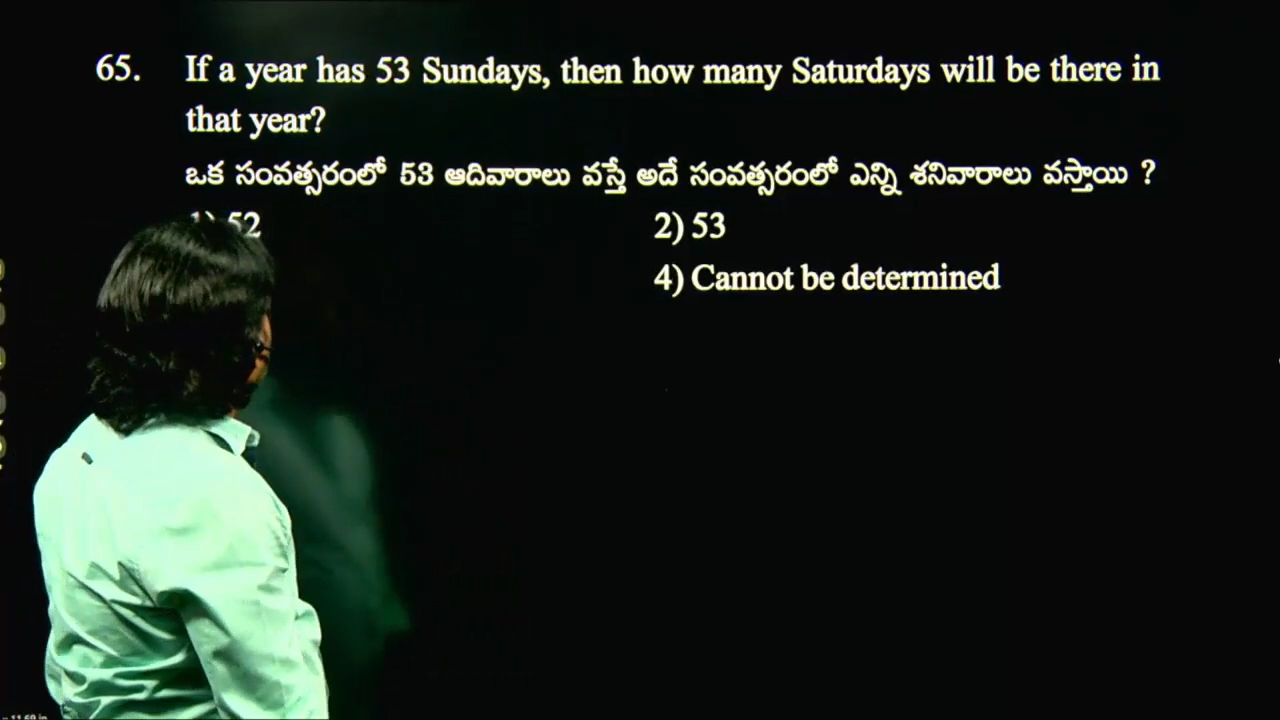 65. If a year has 53 Sundays, then how many Saturdays will be there in
that year?
ఒక సంవత్సరంలో 53 ఆదివారాలు వస్తే అదే సంవత్సరంలో ఎన్ని శనివారాలు వస్తాయి ?
1) 52 2) 53
4) Cannot be determined